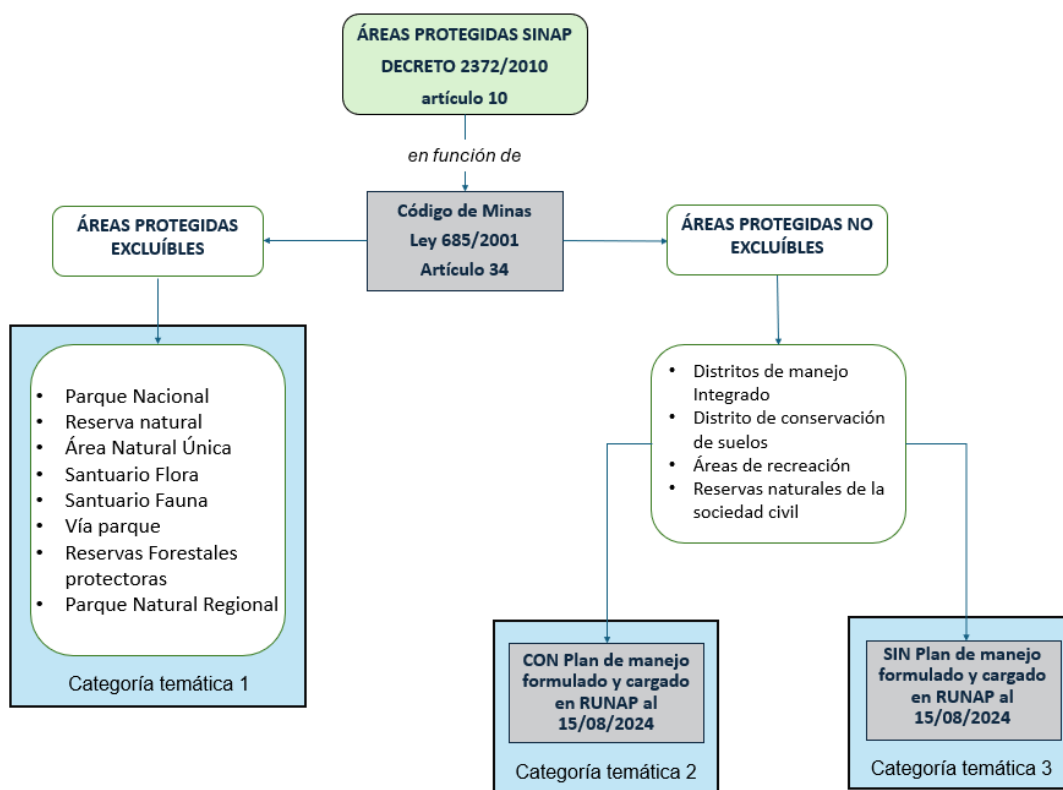 ÁREAS PROTEGIDAS SINAP
DECRETO 2372/2010
artículo 10
en función de
Código de Minas
Ley 685/2001
Artículo 34
ÁREAS PROTEGIDAS
EXCLUÍBLES
ÁREAS PROTEGIDAS NO
EXCLUÍBLES
• Parque Nacional
• Reserva natural
• Área Natural Única
• Santuario Flora
• Santuario Fauna
• Vía parque
• Reservas Forestales
protectoras
• Parque Natural Regional
Categoría temática 1
• Distritos de manejo
Integrado
• Distrito de conservación
de suelos
• Áreas de recreación
• Reservas naturales de la
sociedad civil
CON Plan de manejo
formulado y cargado
en RUNAP al
15/08/2024
Categoría temática 2
SIN Plan de manejo
formulado y cargado
en RUNAP al
15/08/2024
Categoría temática 3